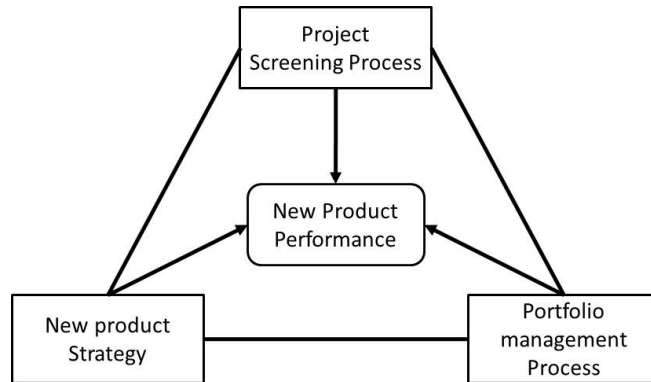 Project
Screening Process
New Product
Performance
New product
Strategy
Portfolio
management
Process